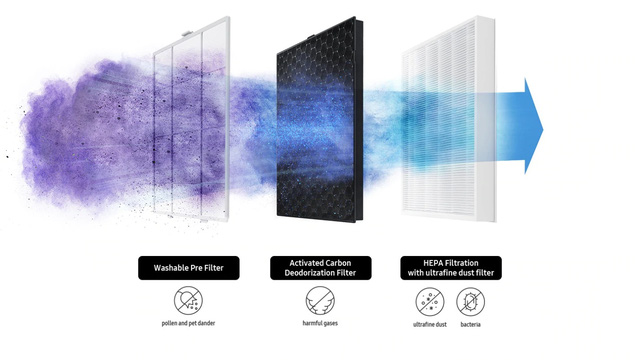 Washable Pre Filter
Activated Carbon
Deodorization Filter
HEPA Filtration
with ultrafine dust filter
pollen and pet dander
harmful gases
ultrafine dust
bacteria